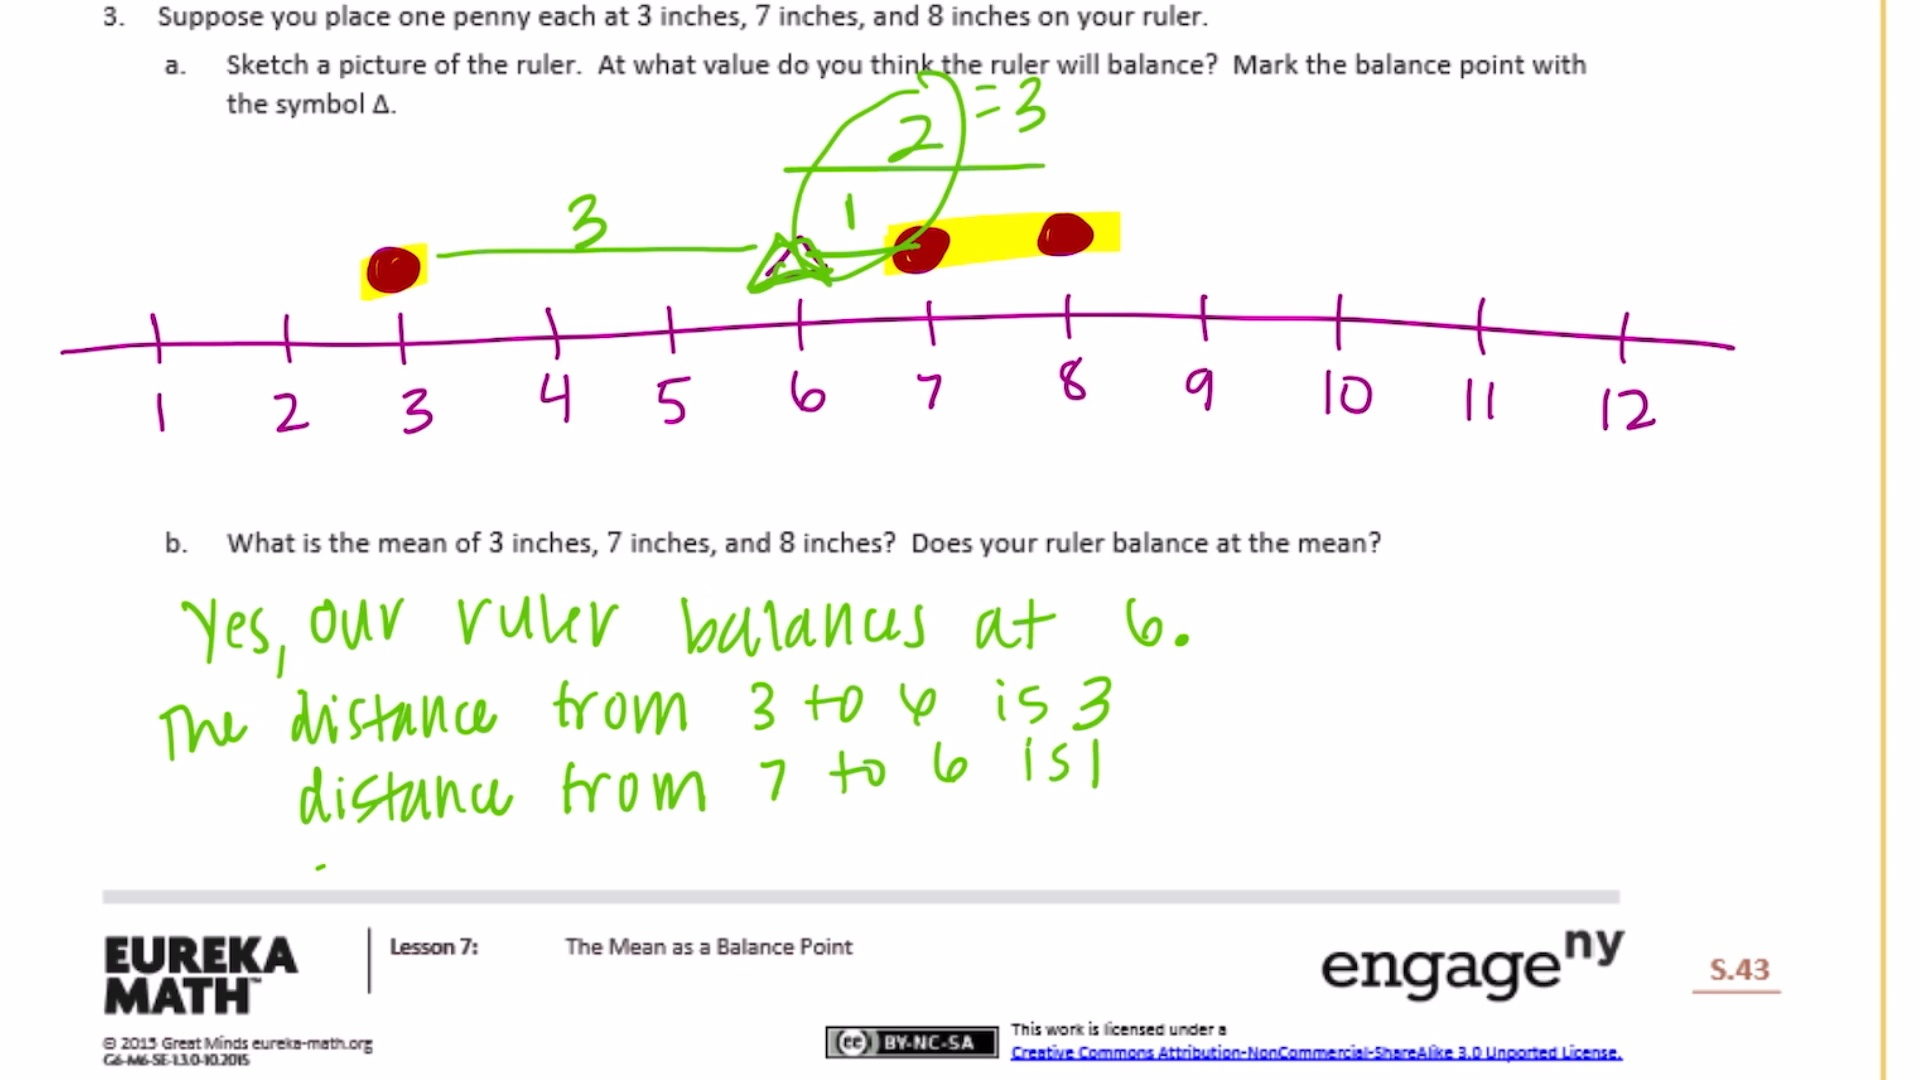 3. Suppose you place one penny each at 3 inches, 7 inches, and 8 inches on your ruler.
a. Sketch a picture of the ruler. At what value do you think the ruler will balance? Mark the balance point with
the symbol Δ.
2 = 3
3 1
1 2 3 4 5 6 7 8 9 10 11 12
b. What is the mean of 3 inches, 7 inches, and 8 inches? Does your ruler balance at the mean?
Yes, our ruler balances at 6.
The distance from 3 to 6 is 3
distance from 7 to 6 is 1
EUREKA
MATH™
Lesson 7: The Mean as a Balance Point
engage ny
S.43
© 2015 Great Minds eureka-math.org
G6-M6-SE-1.3.0-10.2015
cc BY-NC-SA
This work is licensed under a
Creative Commons Attribution-NonCommercial-ShareAlike 3.0 Unported License.